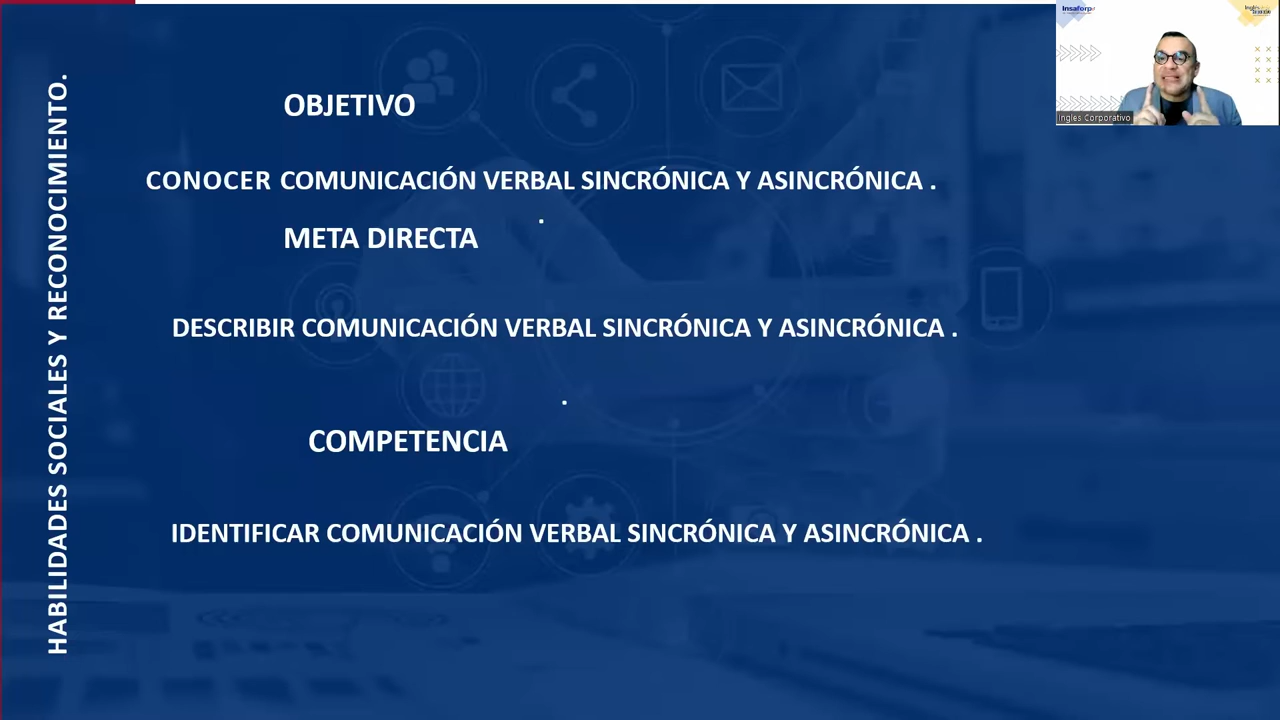 HABILIDADES SOCIALES Y RECONOCIMIENTO.
OBJETIVO
CONOCER COMUNICACIÓN VERBAL SINCRÓNICA Y ASINCRÓNICA .
.
META DIRECTA
DESCRIBIR COMUNICACIÓN VERBAL SINCRÓNICA Y ASINCRÓNICA .
.
COMPETENCIA
IDENTIFICAR COMUNICACIÓN VERBAL SINCRÓNICA Y ASINCRÓNICA .
Insaforp
Ingles Corporativo